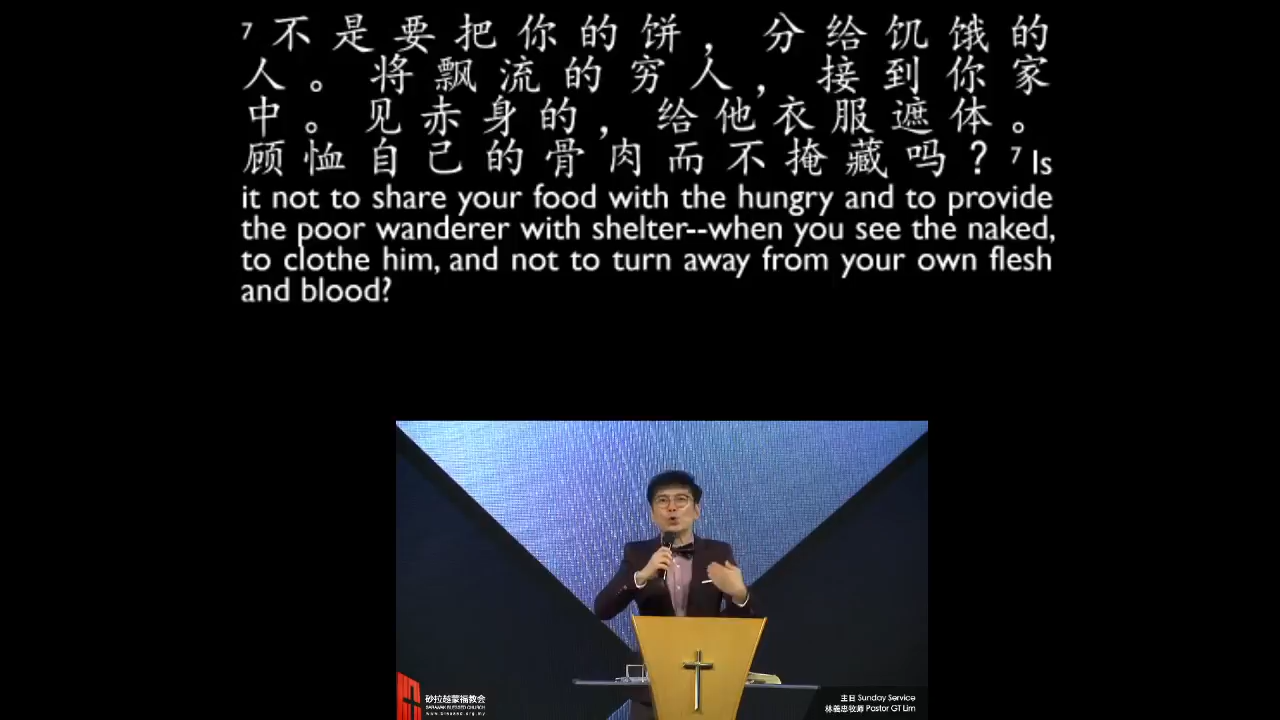 7 不是要把你的饼，分给饥饿的
人。将飘流的穷人，接到你家
中。见赤身的，给他衣服遮体。
顾恤自己的骨肉而不掩藏吗？7 Is
it not to share your food with the hungry and to provide
the poor wanderer with shelter--when you see the naked,
to clothe him, and not to turn away from your own flesh
and blood?
砂拉越蒙福教会
SARAWAK BLESSED CHURCH
主日 Sunday Service
林義忠牧师 Pastor GT Lim